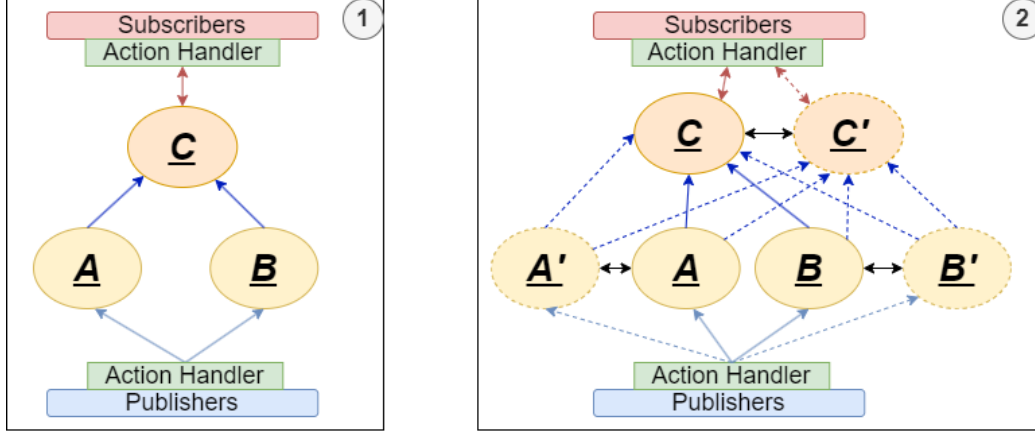 1
Subscribers
Action Handler
C
A
B
Action Handler
Publishers
2
Subscribers
Action Handler
C
C'
A'
A
B
B'
Action Handler
Publishers